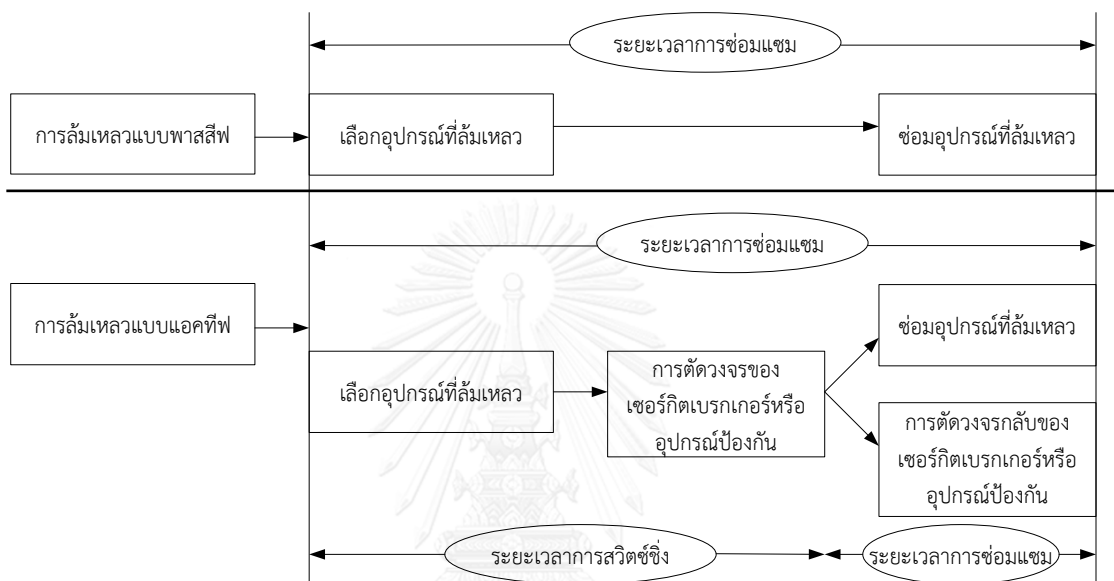 ระยะเวลาการซ่อมแซม
การล้มเหลวแบบพาสสีฟ
เลือกอุปกรณ์ที่ล้มเหลว
ซ่อมอุปกรณ์ที่ล้มเหลว
ระยะเวลาการซ่อมแซม
การล้มเหลวแบบแอคทีฟ
เลือกอุปกรณ์ที่ล้มเหลว
การตัดวงจรของ
เซอร์กิตเบรกเกอร์หรือ
อุปกรณ์ป้องกัน
ซ่อมอุปกรณ์ที่ล้มเหลว
การตัดวงจรกลับของ
เซอร์กิตเบรกเกอร์หรือ
อุปกรณ์ป้องกัน
ระยะเวลาการสวิตซ์ชิ่ง
ระยะเวลาการซ่อมแซม